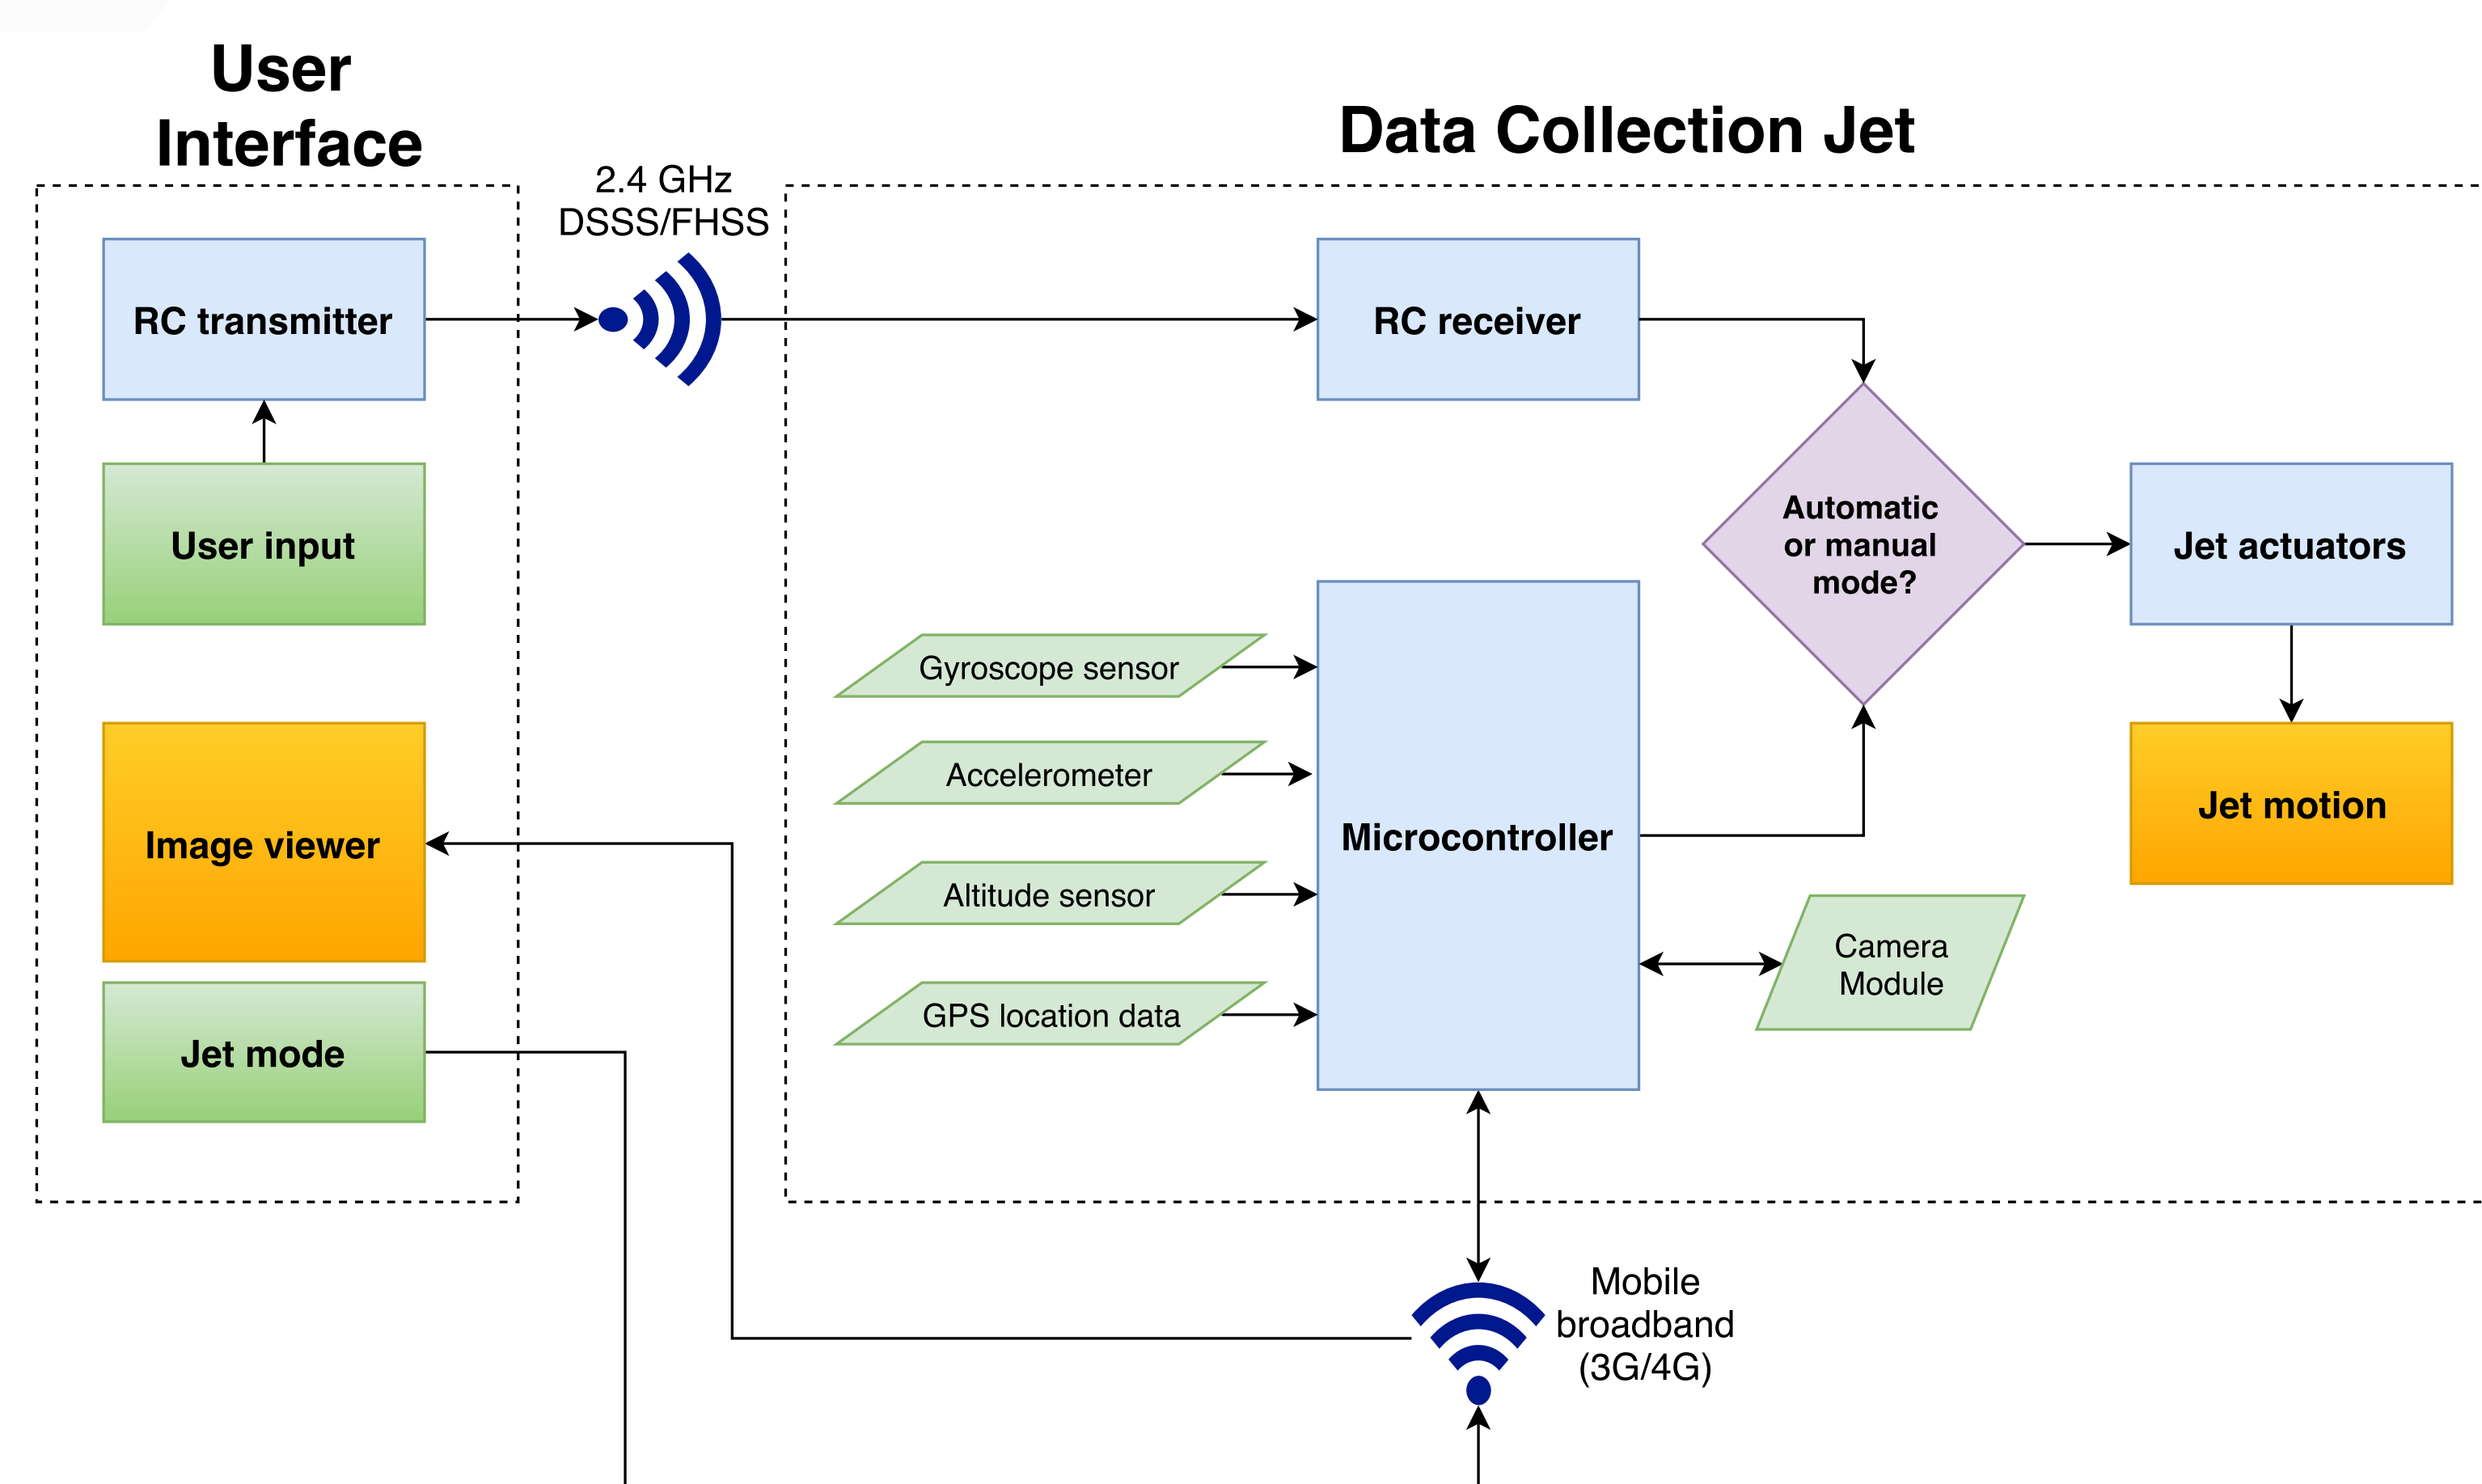 User
Interface
Data Collection Jet
2.4 GHz
DSSS/FHSS
RC transmitter
RC receiver
User input
Automatic
or manual
mode?
Jet actuators
Gyroscope sensor
Accelerometer
Microcontroller
Jet motion
Image viewer
Altitude sensor
Camera
Module
GPS location data
Jet mode
Mobile
broadband
(3G/4G)